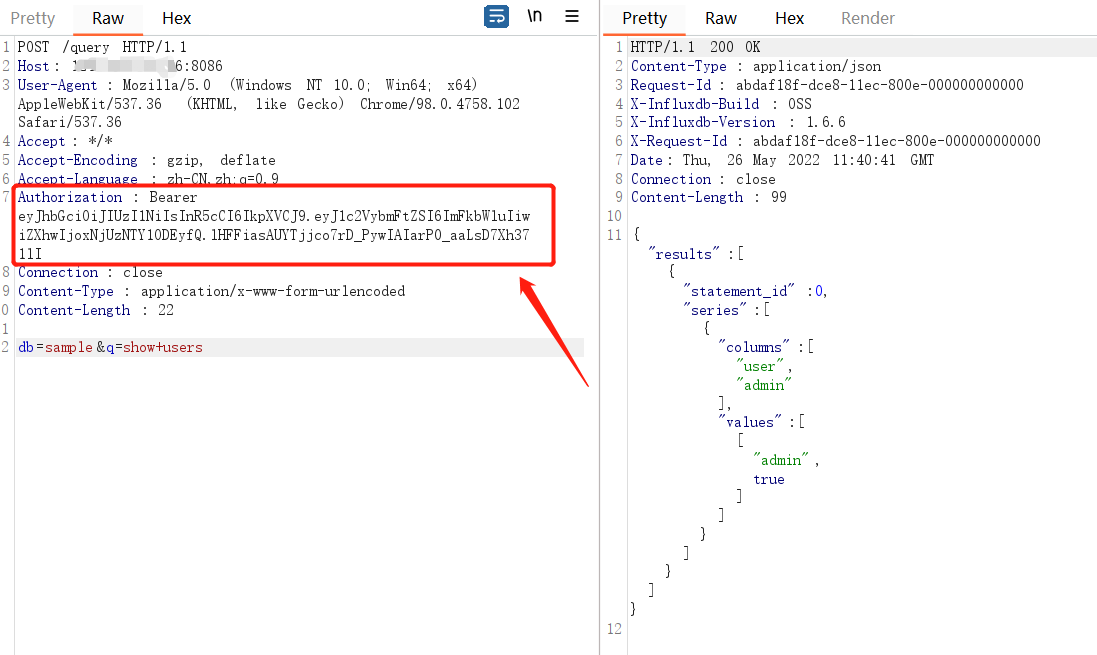 Pretty Raw Hex \n
1 POST /query HTTP/1.1
2 Host: :8086
3 User-Agent: Mozilla/5.0 (Windows NT 10.0; Win64; x64)
AppleWebKit/537.36 (KHTML, like Gecko) Chrome/98.0.4758.102
Safari/537.36
4 Accept: */*
5 Accept-Encoding: gzip, deflate
6 Accept-Language: zh-CN,zh;q=0.9
7 Authorization: Bearer
eyJhbGciOiJIUzI1NiIsInR5cCI6IkpXVCJ9.eyJ1c2VybmFtZSI6ImFkbWluIiw
iZXhwIjoxNjUzNTY1ODEyfQ.lHFFiasAUYTjjco7rD_PywIAIarP0_aaLsD7Xh37
1lI
8 Connection: close
9 Content-Type: application/x-www-form-urlencoded
0 Content-Length: 22
1
2 db=sample&q=show+users
Pretty Raw Hex Render
1 HTTP/1.1 200 OK
2 Content-Type: application/json
3 Request-Id: abdaf18f-dce8-11ec-800e-000000000000
4 X-Influxdb-Build: OSS
5 X-Influxdb-Version: 1.6.6
6 X-Request-Id: abdaf18f-dce8-11ec-800e-000000000000
7 Date: Thu, 26 May 2022 11:40:41 GMT
8 Connection: close
9 Content-Length: 99
10
11 {
"results":[
{
"statement_id":0,
"series":[
{
"columns":[
"user",
"admin"
],
"values":[
[
"admin",
true
]
]
}
]
}
]
}
12